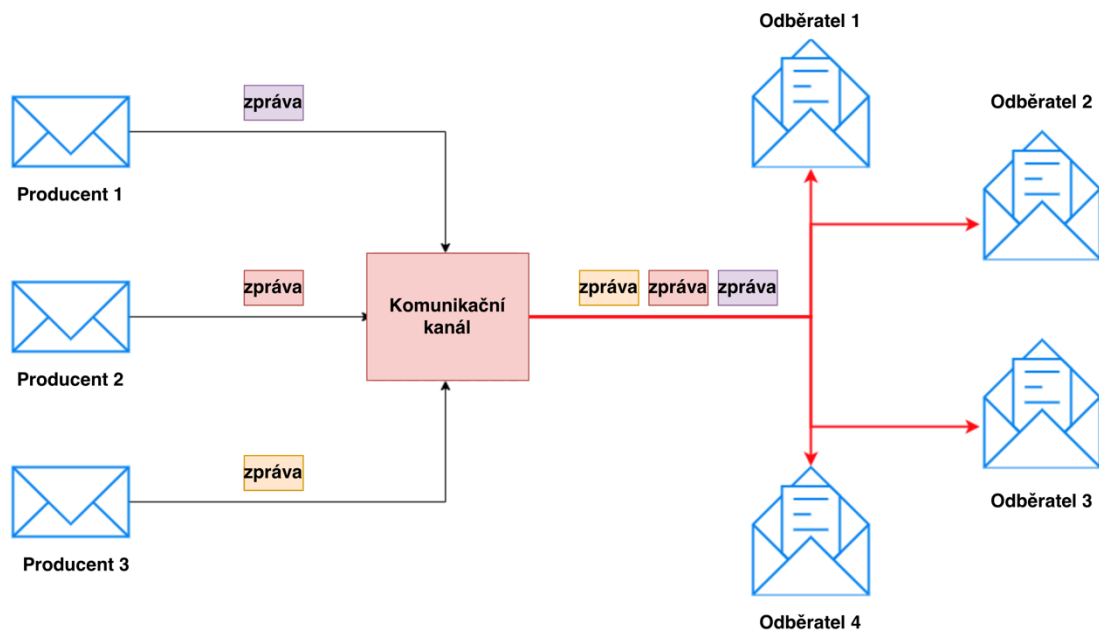 Odběratel 1
zpráva
Odběratel 2
Producent 1
zpráva
zpráva zpráva zpráva
Komunikační
kanál
Producent 2
zpráva
Odběratel 3
Producent 3
Odběratel 4